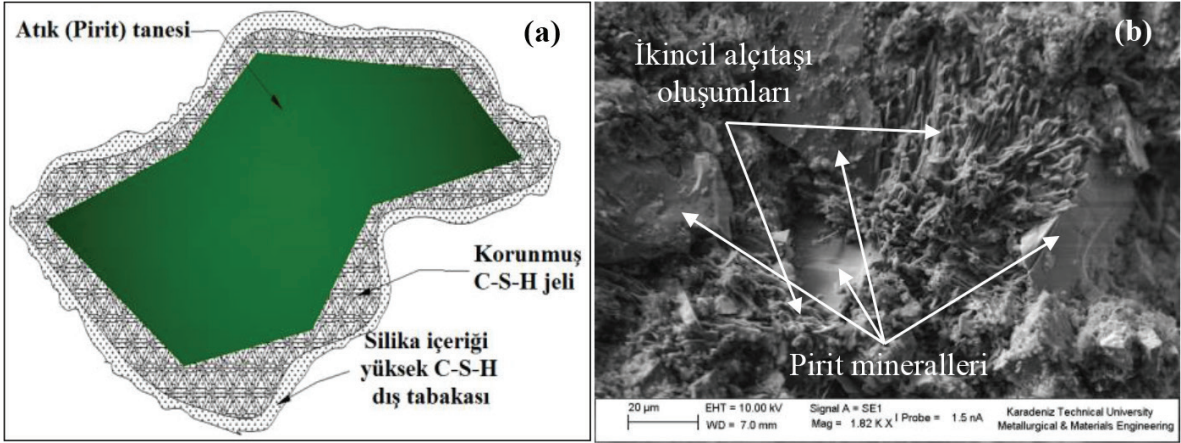 Atık (Pirit) tanesi
(a)
Korunmuş
C-S-H jeli
Silika içeriği
yüksek C-S-H
dış tabakası
(b)
İkincil alçıtaşı
oluşumları
Pirit mineralleri
20 µm
EHT = 10.00 kV
WD = 7.0 mm
Signal A = SE1
Mag = 1.82 K X
I Probe = 1.5 nA
Karadeniz Technical University
Metallurgical & Materials Engineering